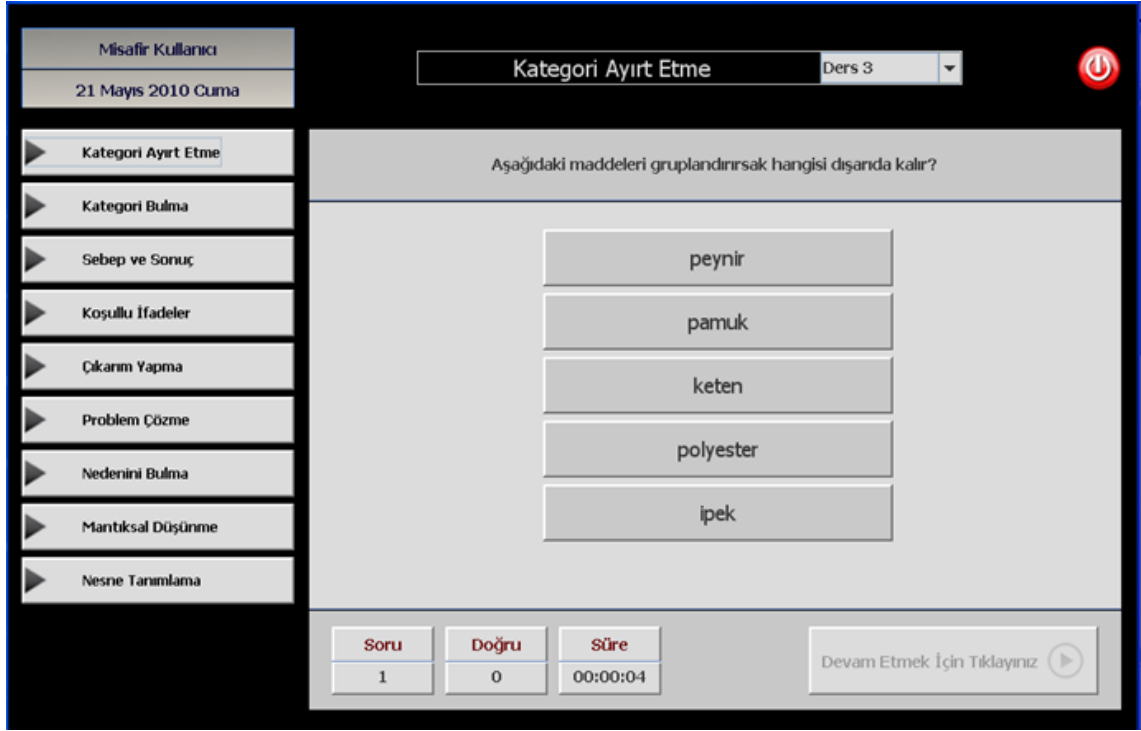 Misafir Kullanıcı
21 Mayıs 2010 Cuma
Kategori Ayırt Etme
Ders 3
Kategori Ayırt Etme
Kategori Bulma
Sebep ve Sonuç
Koşullu İfadeler
Çıkarım Yapma
Problem Çözme
Nedenini Bulma
Mantıksal Düşünme
Nesne Tanımlama
Aşağıdaki maddeleri gruplandırırsak hangisi dışarıda kalır?
peynir
pamuk
keten
polyester
ipek
Soru
1
Doğru
0
Süre
00:00:04
Devam Etmek İçin Tıklayınız